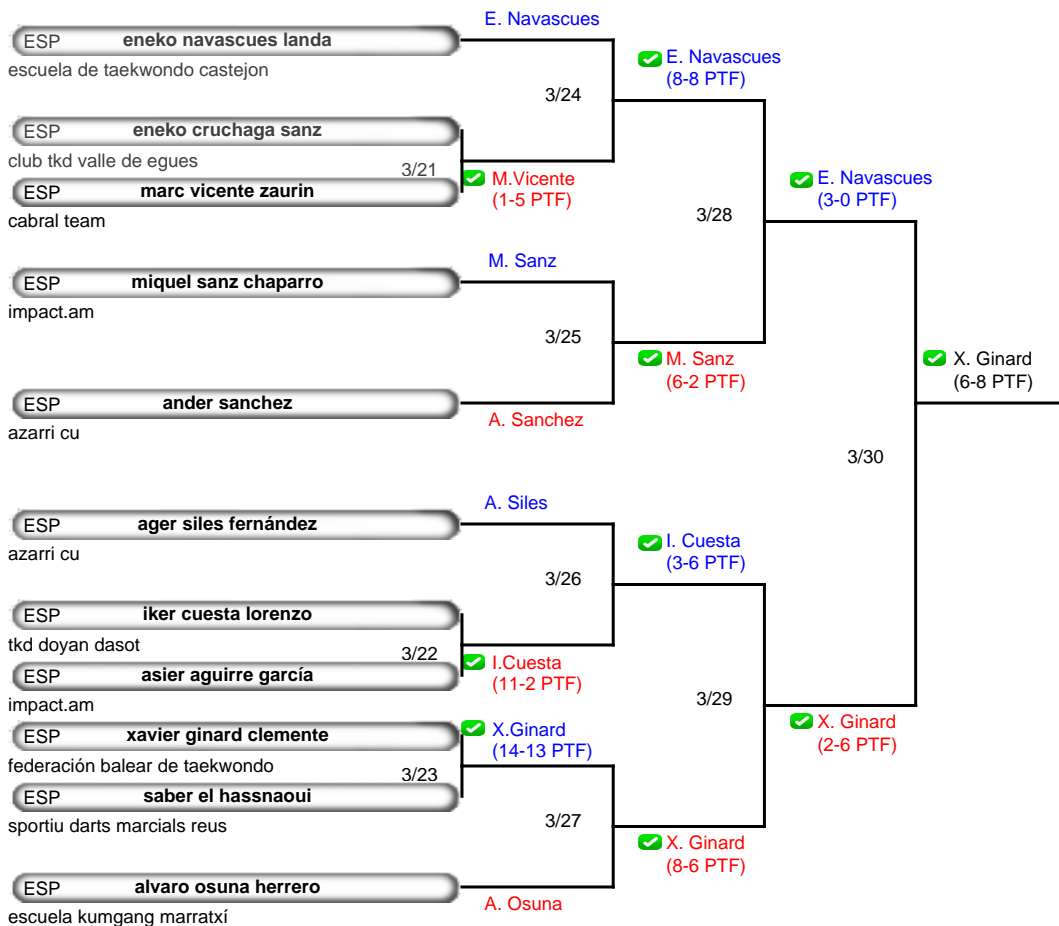 E. Navascues
ESP eneko navascues landa
escuela de taekwondo castejon
E. Navascues
(8-8 PTF)
3/24
ESP eneko cruchaga sanz
club tkd valle de egues
3/21
ESP marc vicente zaurin
cabral team
M.Vicente
(1-5 PTF)
E. Navascues
(3-0 PTF)
3/28
M. Sanz
ESP miquel sanz chaparro
impact.am
3/25
M. Sanz
(6-2 PTF)
ESP ander sanchez
azarri cu
A. Sanchez
X. Ginard
(6-8 PTF)
3/30
A. Siles
ESP ager siles fernández
azarri cu
I. Cuesta
(3-6 PTF)
3/26
ESP iker cuesta lorenzo
tkd doyan dasot
3/22
ESP asier aguirre garcía
impact.am
I.Cuesta
(11-2 PTF)
3/29
X. Ginard
(2-6 PTF)
ESP xavier ginard clemente
federación balear de taekwondo
X.Ginard
(14-13 PTF)
3/23
ESP saber el hassnaoui
sportiu darts marcials reus
3/27
X. Ginard
(8-6 PTF)
ESP alvaro osuna herrero
escuela kumgang marratxí
A. Osuna